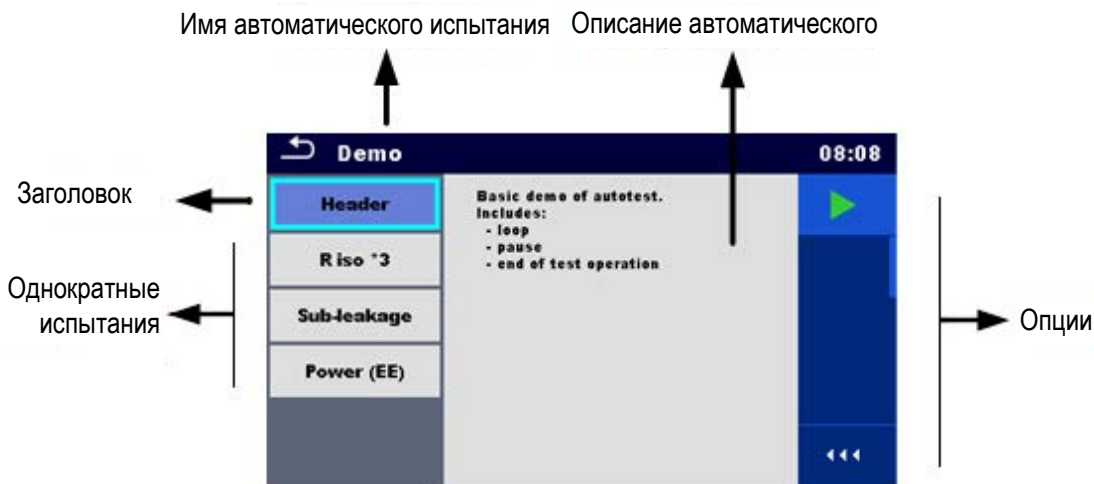 Имя автоматического испытания Описание автоматического
Demo 08:08
Заголовок
Header
Basic demo of autotest.
Includes:
- loop
- pause
- end of test operation
R iso *3
Однократные
испытания
Sub-leakage
Power (EE)
Опции